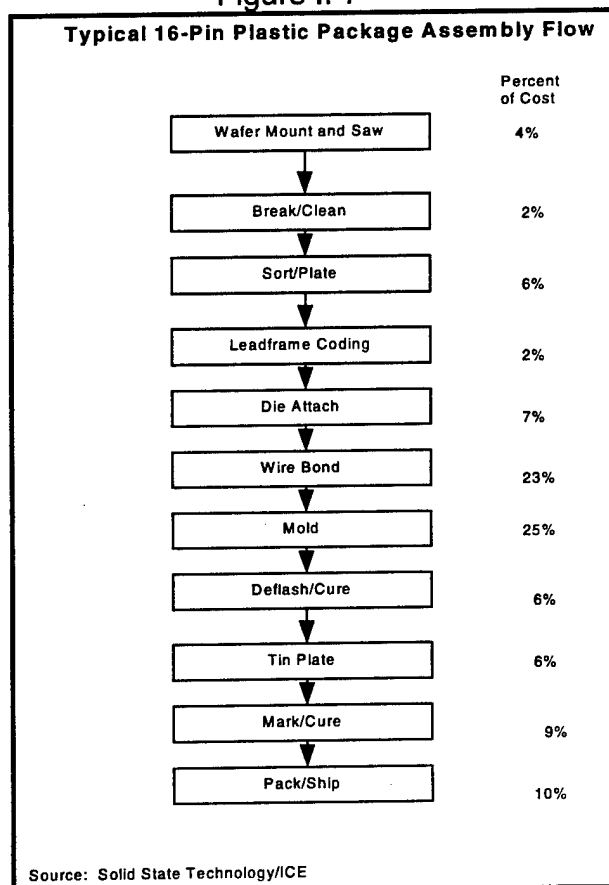 Typical 16-Pin Plastic Package Assembly Flow
Percent
of Cost
Wafer Mount and Saw 4%
Break/Clean 2%
Sort/Plate 6%
Leadframe Coding 2%
Die Attach 7%
Wire Bond 23%
Mold 25%
Deflash/Cure 6%
Tin Plate 6%
Mark/Cure 9%
Pack/Ship 10%
Source: Solid State Technology/ICE